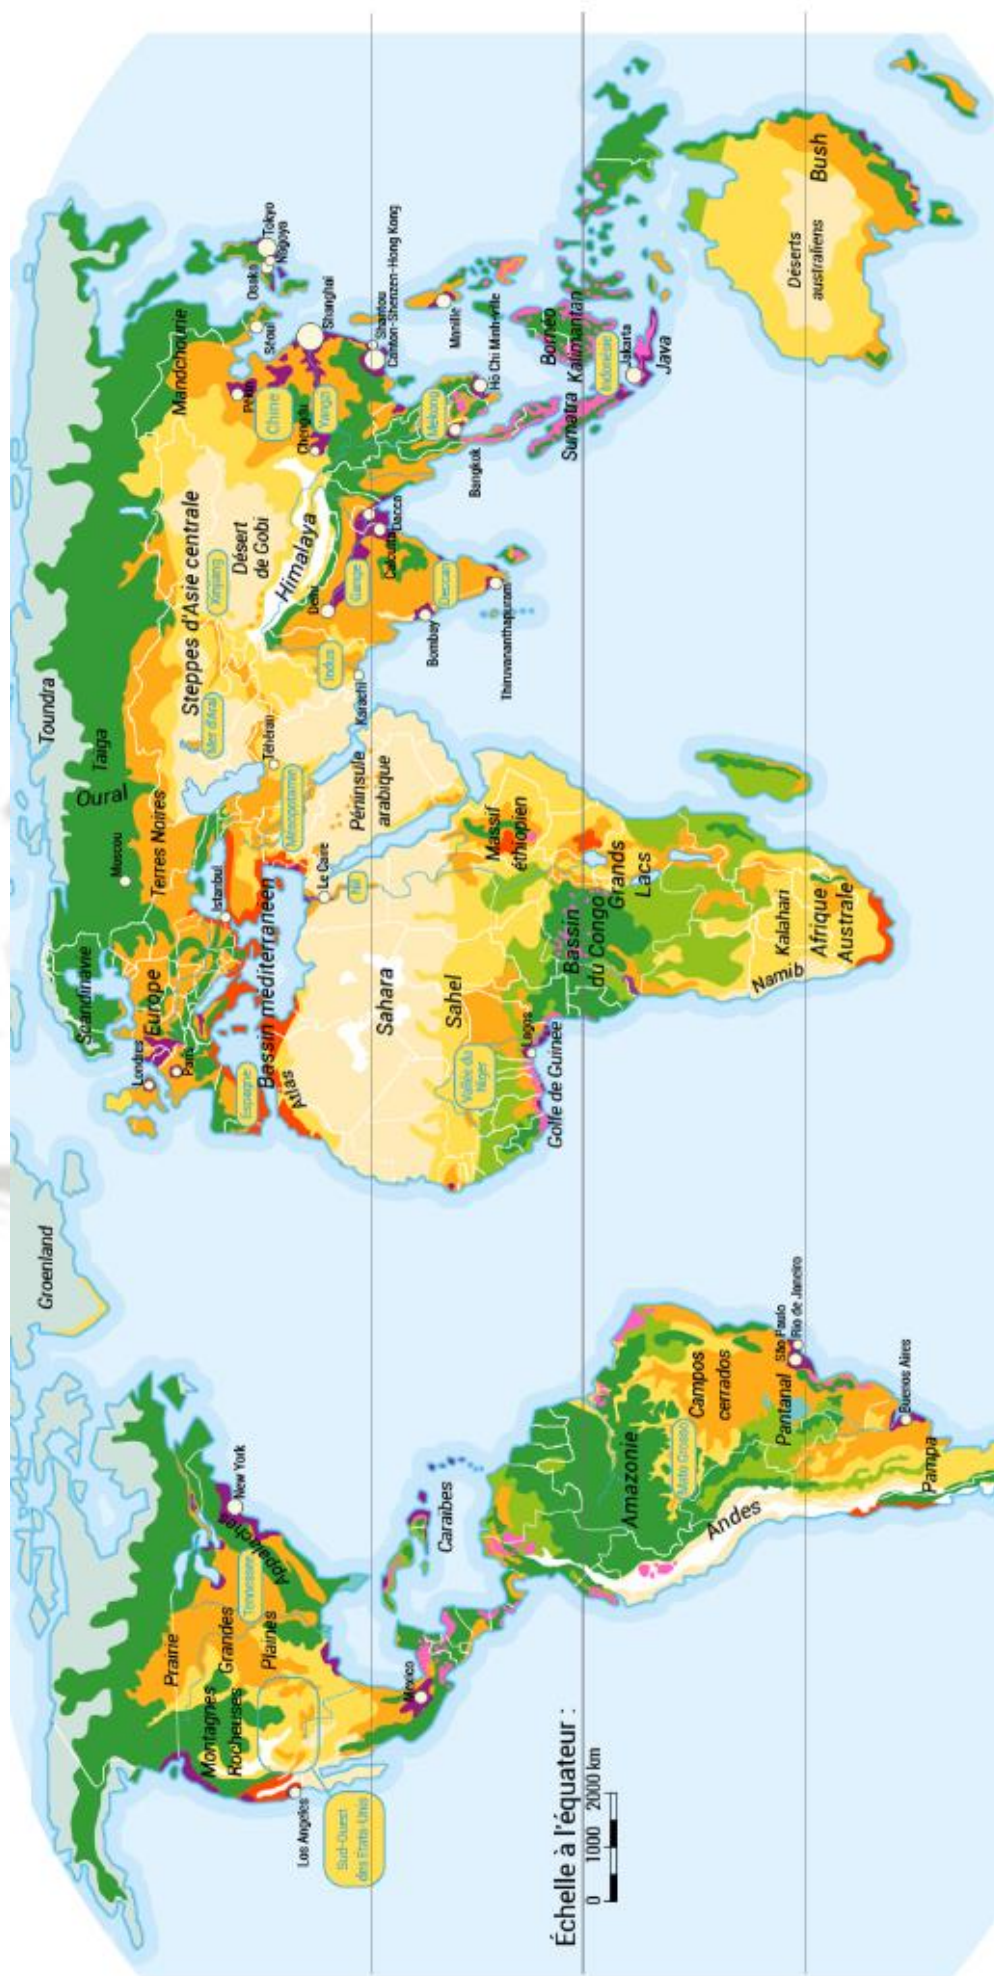 Groenland
Toundra
Taïga
Oural
Scandinavie
Moscou
Terres Noires
Europe
Londres
Paris
Istanbul
Bassin méditerranéen
Espagne
Atlas
Le Caire
Nil
Mésopotamie
Téhéran
Mer d'Aral
Steppes d'Asie centrale
Xinjiang
Désert
de Gobi
Mandchourie
Pékin
Chine
Séoul
Osaka
Tokyo
Nagoya
Shanghai
Chengdu
Yangzi
Himalaya
Delhi
Gange
Indus
Karachi
Péninsule
arabique
Calcutta
Dacca
Shantou
Canton-Shenzen-Hong Kong
Bombay
Deccan
Thiruvananthapuram
Mékong
Bangkok
Hô Chi Minh-ville
Manille
Sumatra
Kalimantan
Bornéo
Indonésie
Jakarta
Java
Déserts
australiens
Bush
Sahara
Sahel
Vallée du
Niger
Lagos
Golfe de Guinée
Massif
éthiopien
Bassin
du Congo
Grands
Lacs
Kalahari
Namib
Afrique
Australe
Prairie
Montagnes
Rocheuses
Grandes
Plaines
Tennessee
Appalaches
New York
Los Angeles
Sud-Ouest
des Etats-Unis
Mexico
Caraïbes
Amazonie
Andes
Mato Grosso
Campos
cerrados
Pantanal
São Paulo
Rio de Janeiro
Buenos Aires
Pampa
Échelle à l'équateur :
0 1000 2000 km